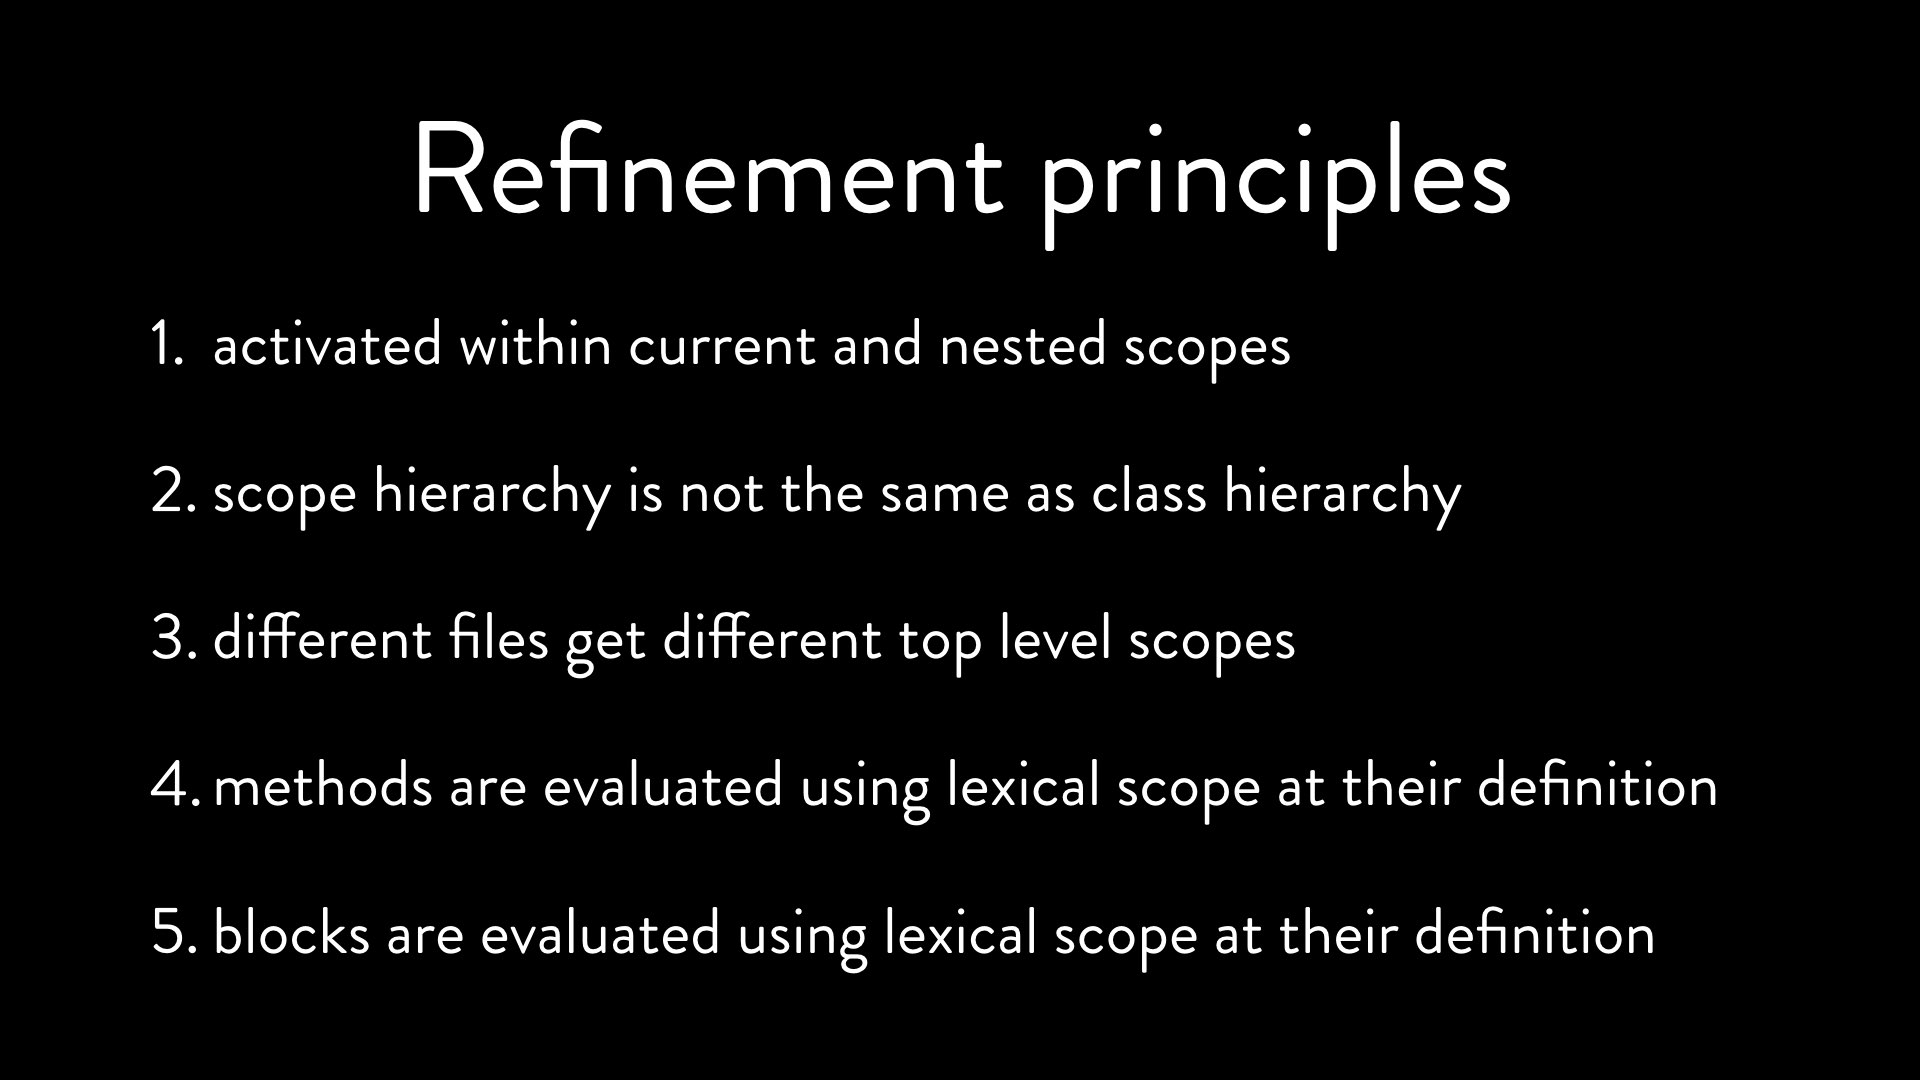 Refinement principles
1. activated within current and nested scopes
2. scope hierarchy is not the same as class hierarchy
3. different files get different top level scopes
4. methods are evaluated using lexical scope at their definition
5. blocks are evaluated using lexical scope at their definition